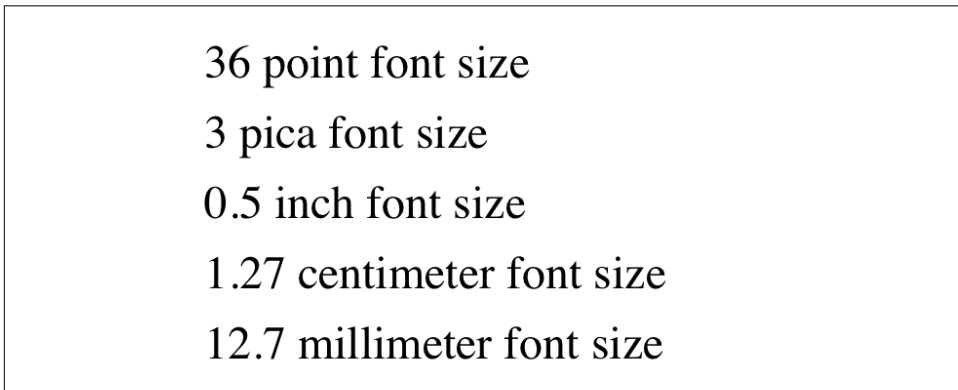 36 point font size
3 pica font size
0.5 inch font size
1.27 centimeter font size
12.7 millimeter font size